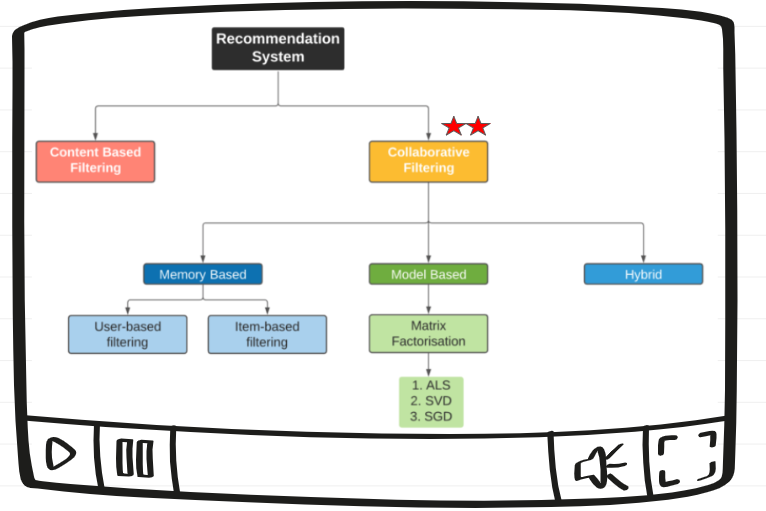 Recommendation
System
Content Based
Filtering
Collaborative
Filtering
Memory Based
Model Based
Hybrid
User-based
filtering
Item-based
filtering
Matrix
Factorisation
1. ALS
2. SVD
3. SGD